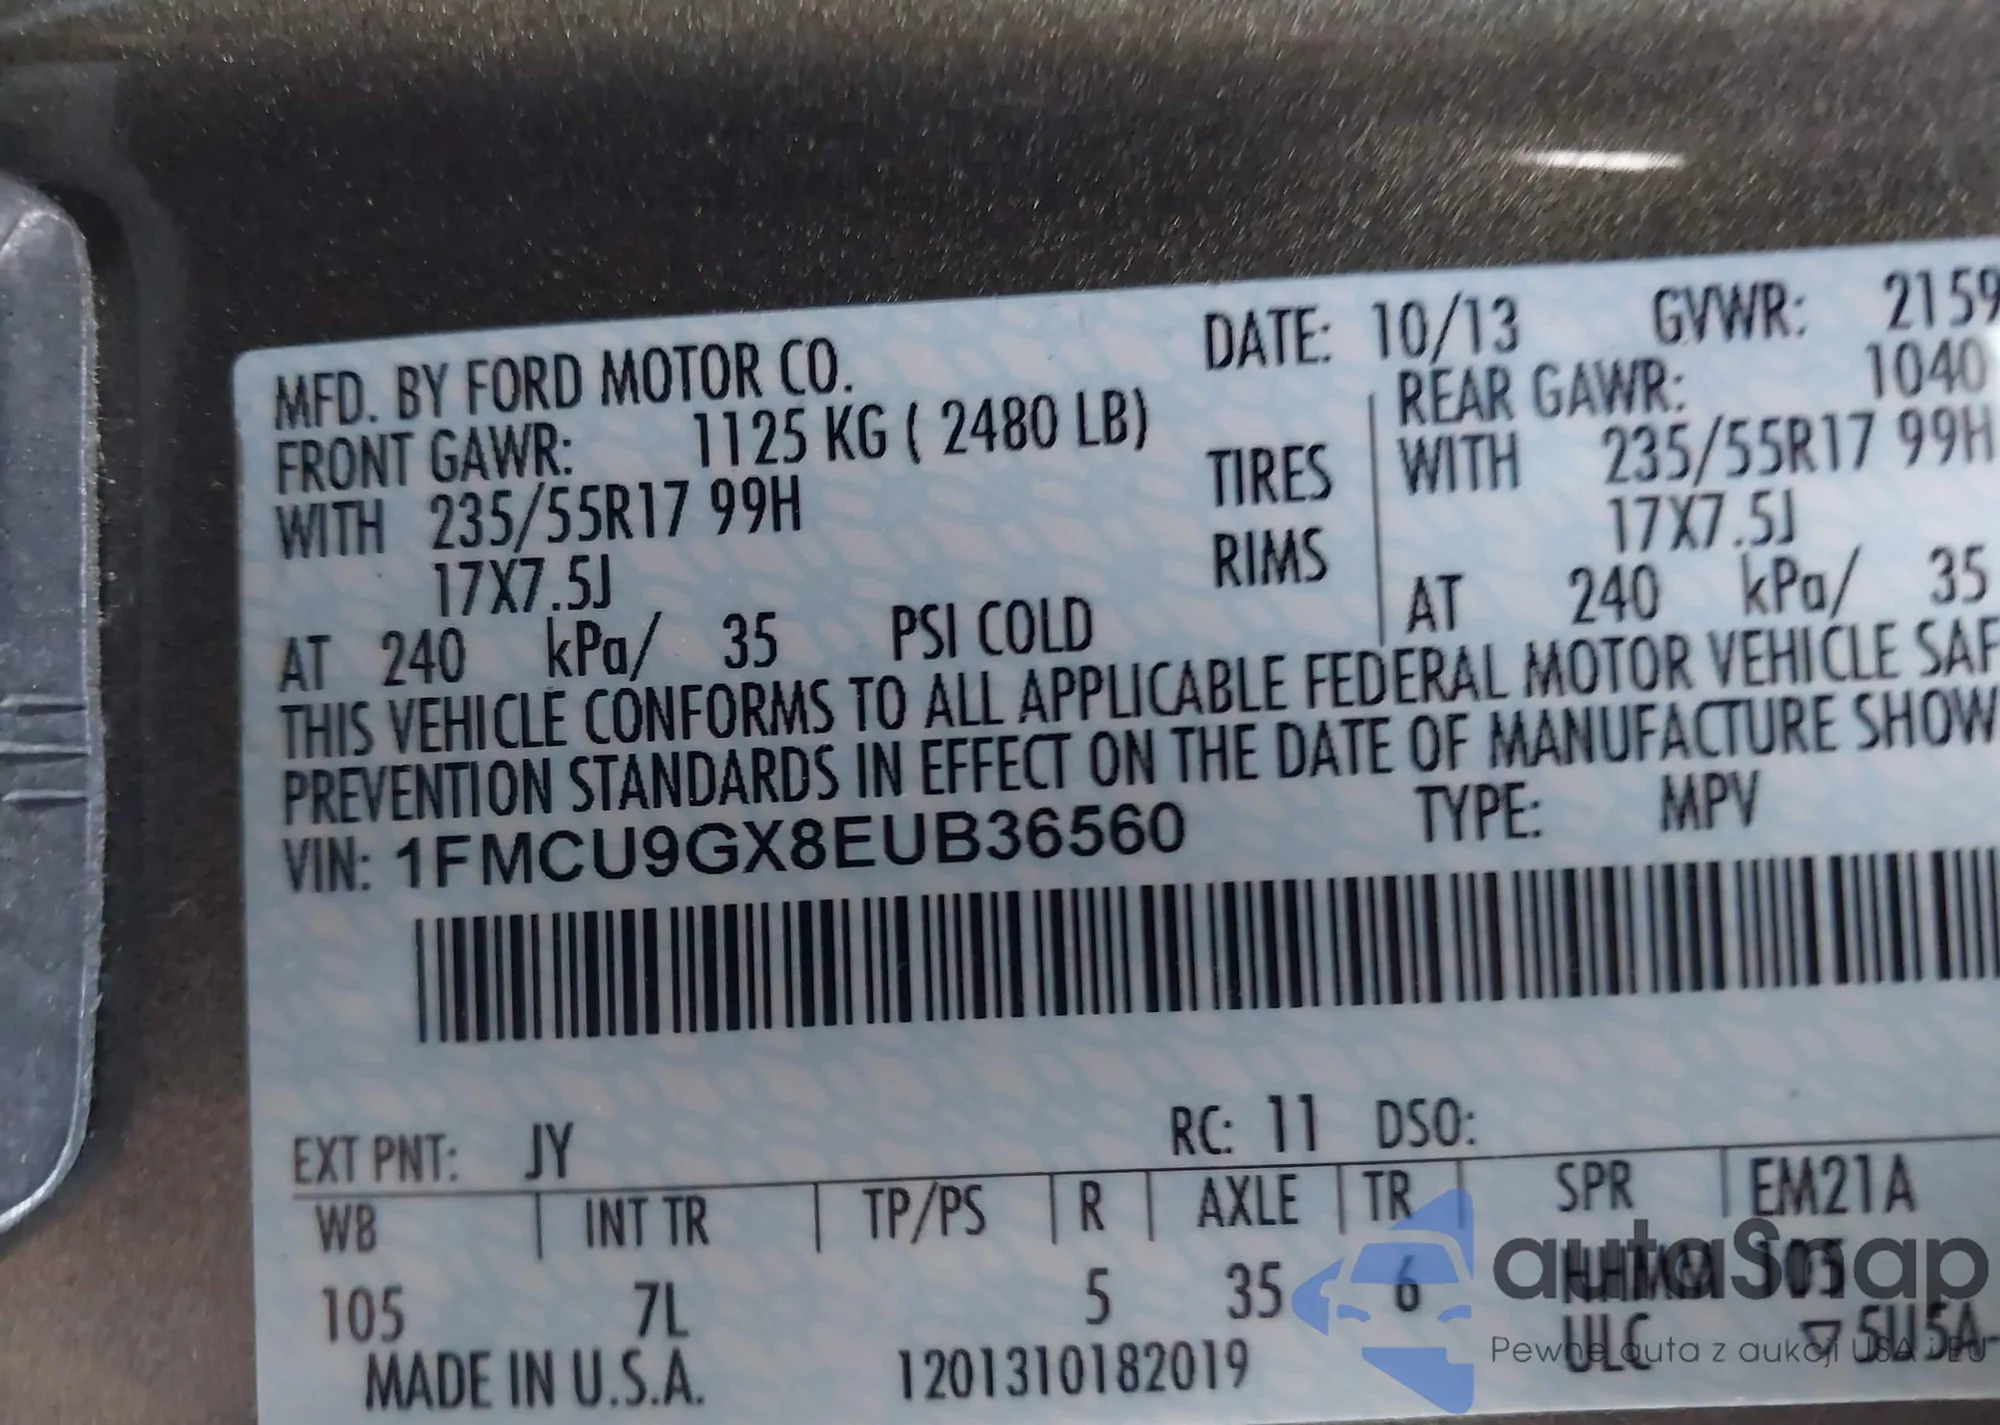 MFD. BY FORD MOTOR CO. DATE: 10/13 GVWR: 2159
FRONT GAWR: 1125 KG ( 2480 LB) REAR GAWR: 1040
WITH 235/55R17 99H TIRES WITH 235/55R17 99H
17X7.5J RIMS 17X7.5J
AT 240 kPa/ 35 PSI COLD AT 240 kPa/ 35
THIS VEHICLE CONFORMS TO ALL APPLICABLE FEDERAL MOTOR VEHICLE SAF
PREVENTION STANDARDS IN EFFECT ON THE DATE OF MANUFACTURE SHOW
VIN: 1FMCU9GX8EUB36560 TYPE: MPV
EXT PNT: JY RC: 11 DSO:
WB INT TR TP/PS R AXLE TR SPR EM21A
105 7L 5 35 6 105
MADE IN U.S.A. 1201310182019 ULC ▽ 5U5A-
autaSnap
Pewne auta z aukcji USA i EU